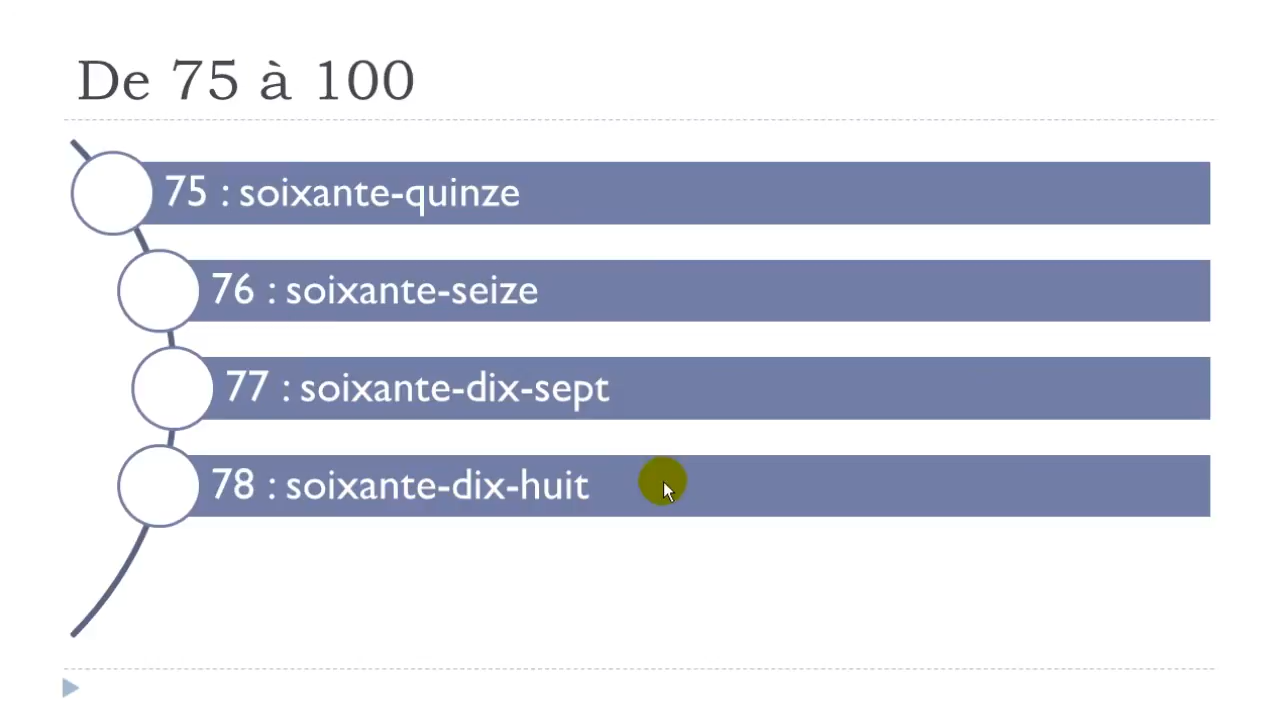 De 75 à 100
75 : soixante-quinze
76 : soixante-seize
77 : soixante-dix-sept
78 : soixante-dix-huit